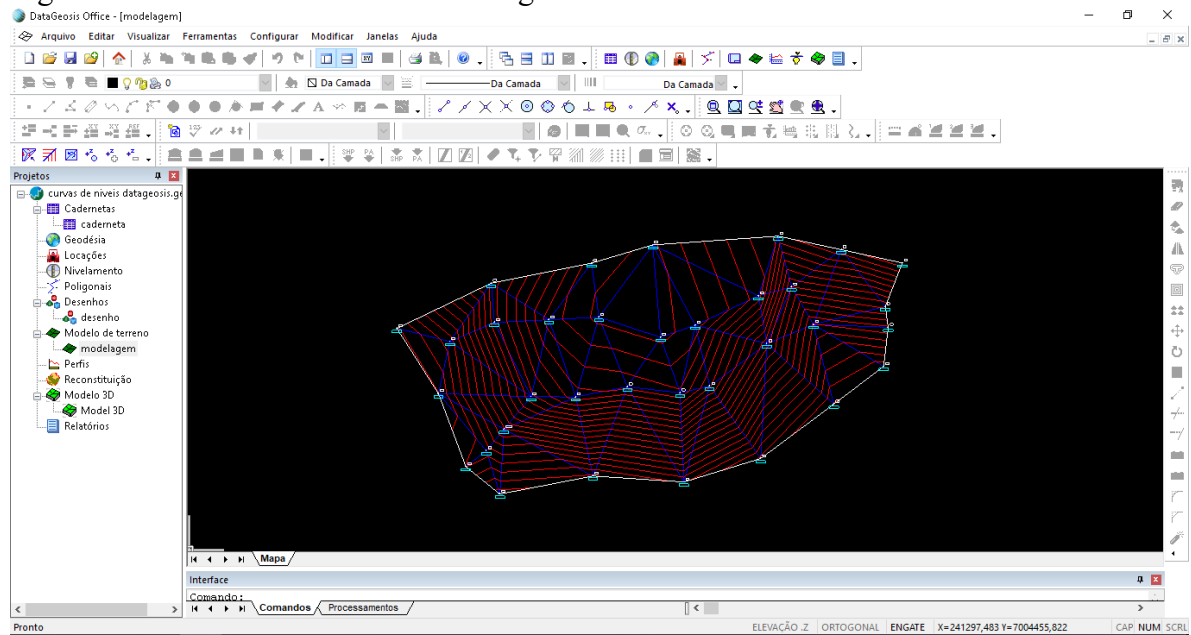 DataGeosis Office - [modelagem]
Arquivo Editar Visualizar Ferramentas Configurar Modificar Janelas Ajuda
0 Da Camada Da Camada Da Camada
Projetos
curvas de niveis datageosis.ge
Cadernetas
caderneta
Geodésia
Locações
Nivelamento
Poligonais
Desenhos
desenho
Modelo de terreno
modelagem
Perfis
Reconstituição
Modelo 3D
Model 3D
Relatórios
Mapa
Interface
Comando:
Comandos Processamentos
Pronto ELEVAÇÃO .Z ORTOGONAL ENGATE X=241297,483 Y=7004455,822 CAP NUM SCRL